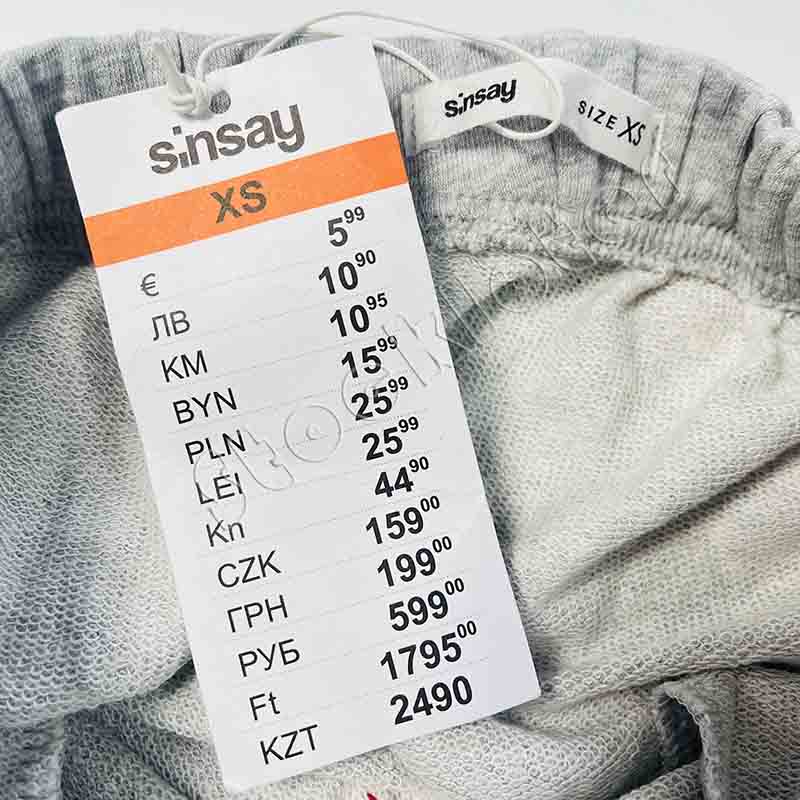 sinsay
XS
€ 5⁹⁹
ЛВ 10⁹⁰
KM 10⁹⁵
BYN 15⁹⁹
PLN 25⁹⁹
LEI 25⁹⁹
Kn 44⁹⁰
CZK 159⁰⁰
ГРН 199⁰⁰
РУБ 599⁰⁰
Ft 1795⁰⁰
KZT 2490
sinsay
SIZE XS